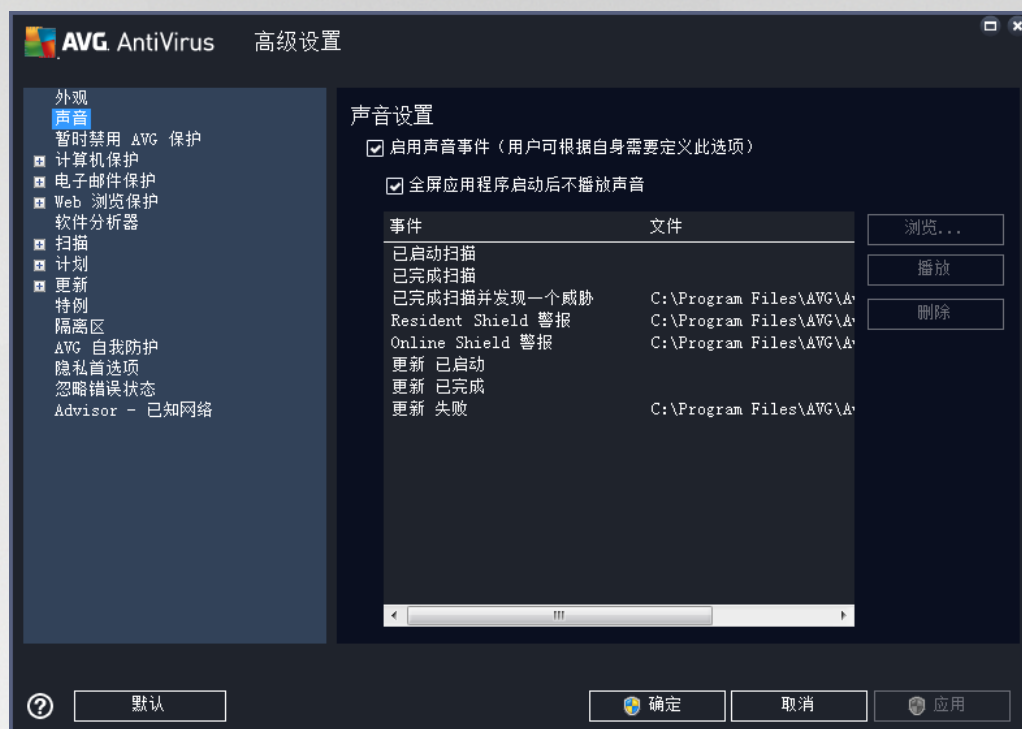 AVG. AntiVirus 高级设置
外观
声音
暂时禁用 AVG 保护
计算机保护
电子邮件保护
Web 浏览保护
软件分析器
扫描
计划
更新
特例
隔离区
AVG 自我防护
隐私首选项
忽略错误状态
Advisor - 已知网络
声音设置
启用声音事件（用户可根据自身需要定义此选项）
全屏应用程序启动后不播放声音
事件 文件
已启动扫描
已完成扫描
已完成扫描并发现一个威胁 C:\Program Files\AVG\A
Resident Shield 警报 C:\Program Files\AVG\A
Online Shield 警报 C:\Program Files\AVG\A
更新 已启动
更新 已完成
更新 失败 C:\Program Files\AVG\A
浏览...
播放
删除
默认 确定 取消 应用